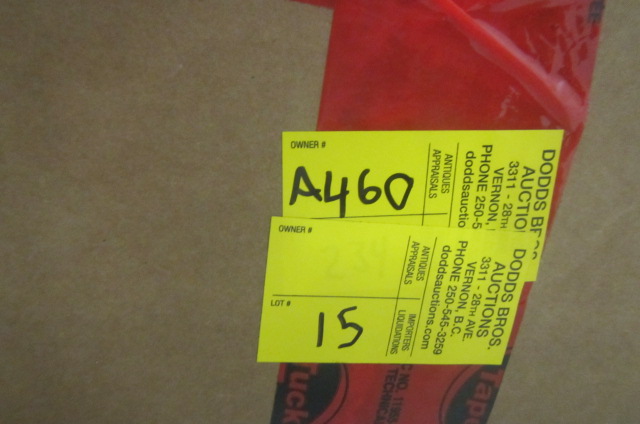 OWNER #
A460
ANTIQUES
APPRAISALS
DODDS
AUCTIO
3311 - 28TH
VERNON,
PHONE 250-5
doddsauctio
OWNER #
LOT #
15
ANTIQUES
APPRAISALS
IMPORTERS
LIQUIDATIONS
DODDS BROS.
AUCTIONS
3311 - 28TH AVE
VERNON, B.C.
PHONE 250-545-3259
doddsauctions.com
Tuck
TECHNICAL
Tape